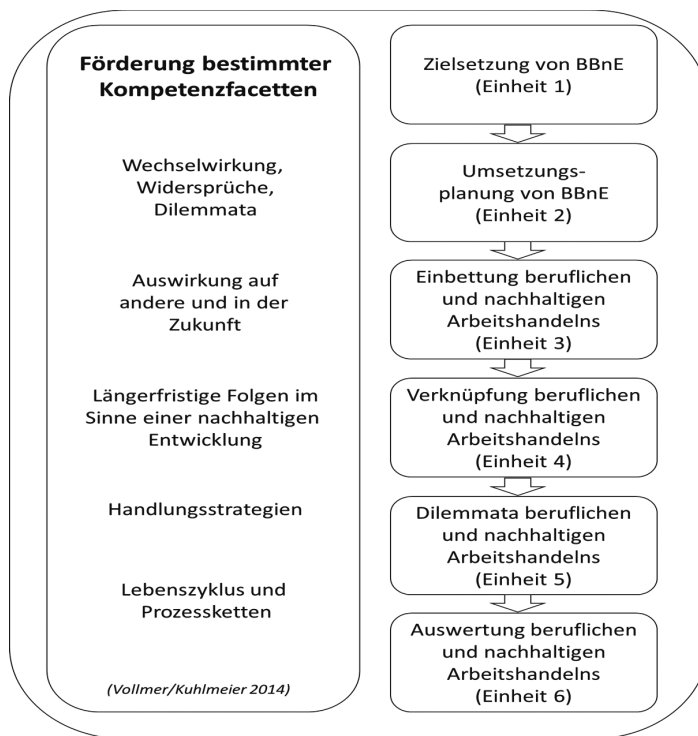 Förderung bestimmter
Kompetenzfacetten
Wechselwirkung,
Widersprüche,
Dilemmata
Auswirkung auf
andere und in der
Zukunft
Längerfristige Folgen im
Sinne einer nachhaltigen
Entwicklung
Handlungsstrategien
Lebenszyklus und
Prozessketten
(Vollmer/Kuhlmeier 2014)
Zielsetzung von BBnE
(Einheit 1)
Umsetzungs-
planung von BBnE
(Einheit 2)
Einbettung beruflichen
und nachhaltigen
Arbeitshandelns
(Einheit 3)
Verknüpfung beruflichen
und nachhaltigen
Arbeitshandelns
(Einheit 4)
Dilemmata beruflichen
und nachhaltigen
Arbeitshandelns
(Einheit 5)
Auswertung beruflichen
und nachhaltigen
Arbeitshandelns
(Einheit 6)